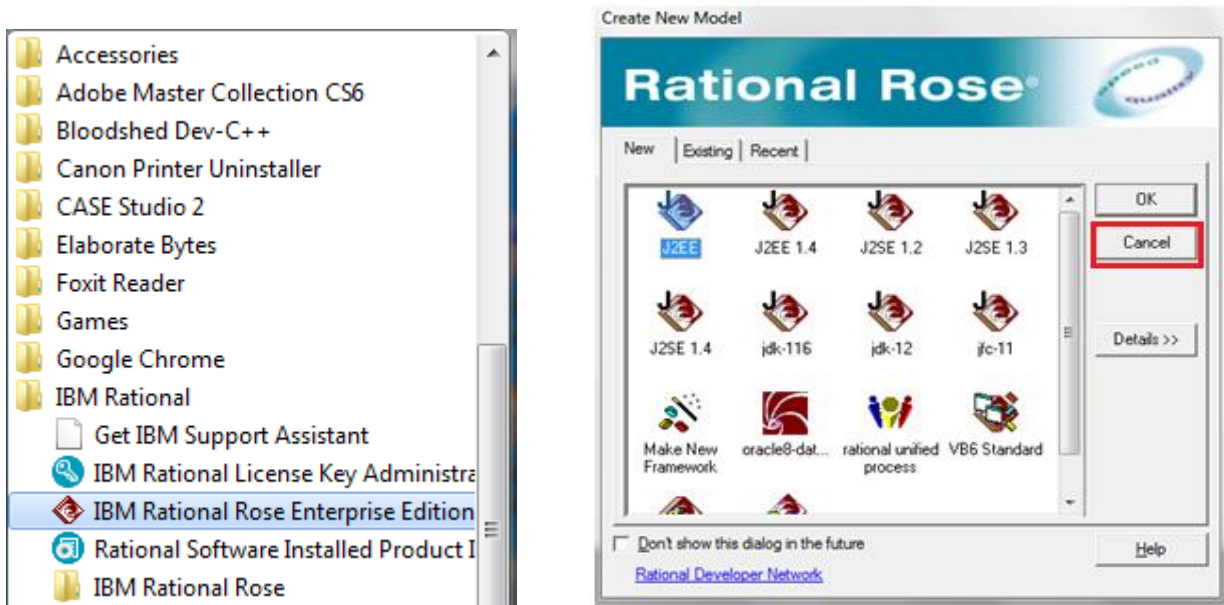 Accessories
Adobe Master Collection CS6
Bloodshed Dev-C++
Canon Printer Uninstaller
CASE Studio 2
Elaborate Bytes
Foxit Reader
Games
Google Chrome
IBM Rational
Get IBM Support Assistant
IBM Rational License Key Administra
IBM Rational Rose Enterprise Edition
Rational Software Installed Product I
IBM Rational Rose
Create New Model
Rational Rose®
speed
quality
New Existing Recent
J2EE J2EE 1.4 J2SE 1.2 J2SE 1.3
J2SE 1.4 jdk-116 jdk-12 jfc-11
Make New oracle8-dat... rational unified VB6 Standard
Framework process
OK
Cancel
Details >>
Don't show this dialog in the future
Help
Rational Developer Network